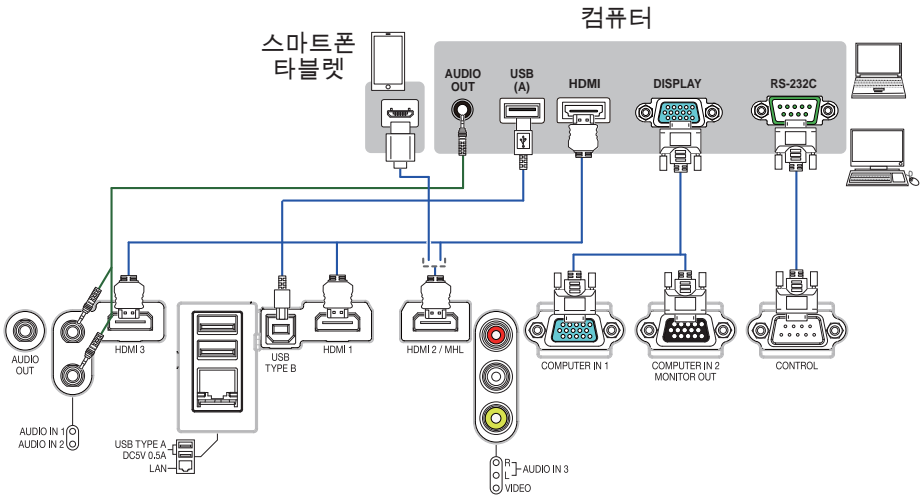 컴퓨터
스마트폰
타블렛
AUDIO
OUT
USB
(A)
HDMI
DISPLAY
RS-232C
AUDIO
OUT
HDMI 3
USB
TYPE B
HDMI 1
HDMI 2 / MHL
COMPUTER IN 1
COMPUTER IN 2
MONITOR OUT
CONTROL
AUDIO IN 1
AUDIO IN 2
USB TYPE A
DC5V 0.5A
LAN
R
L
AUDIO IN 3
VIDEO